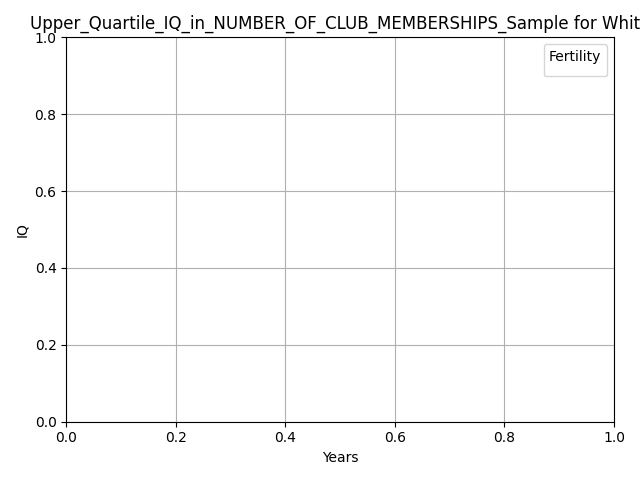 Upper_Quartile_IQ_in_NUMBER_OF_CLUB_MEMBERSHIPS_Sample for Whit
Fertility
1.0
0.8
0.6
0.4
0.2
0.0
IQ
0.0 0.2 0.4 0.6 0.8 1.0
Years